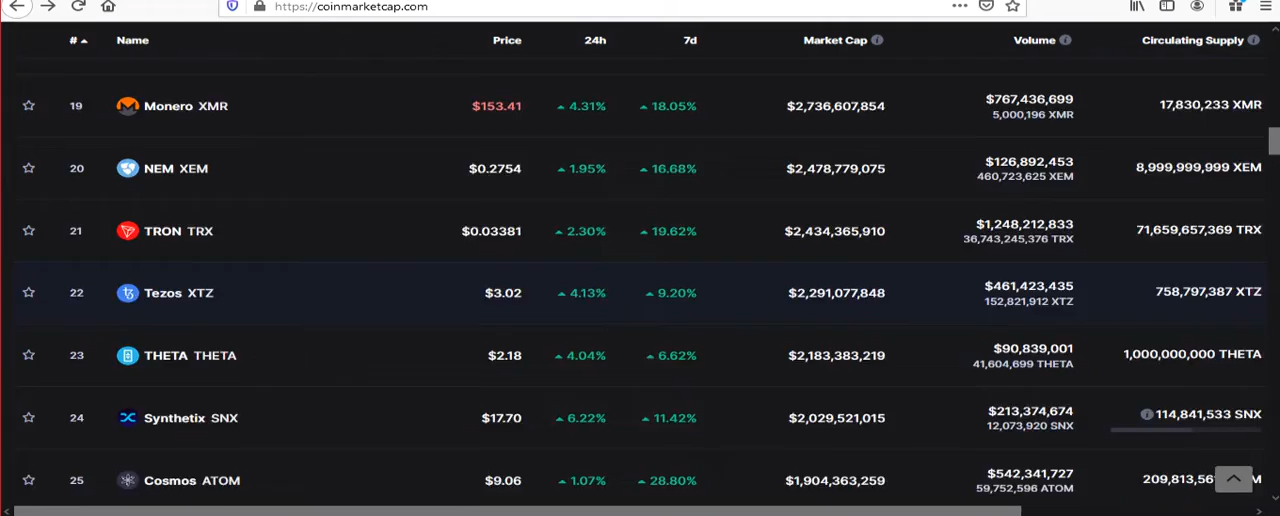 https://coinmarketcap.com
# Name Price 24h 7d Market Cap Volume Circulating Supply
19 Monero XMR $153.41 4.31% 18.05% $2,736,607,854 $767,436,699 17,830,233 XMR
5,000,196 XMR
20 NEM XEM $0.2754 1.95% 16.68% $2,478,779,075 $126,892,453 8,999,999,999 XEM
460,723,625 XEM
21 TRON TRX $0.03381 2.30% 19.62% $2,434,365,910 $1,248,212,833 71,659,657,369 TRX
36,743,245,376 TRX
22 Tezos XTZ $3.02 4.13% 9.20% $2,291,077,848 $461,423,435 758,797,387 XTZ
152,821,912 XTZ
23 THETA THETA $2.18 4.04% 6.62% $2,183,383,219 $90,839,001 1,000,000,000 THETA
41,604,699 THETA
24 Synthetix SNX $17.70 6.22% 11.42% $2,029,521,015 $213,374,674 114,841,533 SNX
12,073,920 SNX
25 Cosmos ATOM $9.06 1.07% 28.80% $1,904,363,259 $542,341,727
59,752,596 ATOM